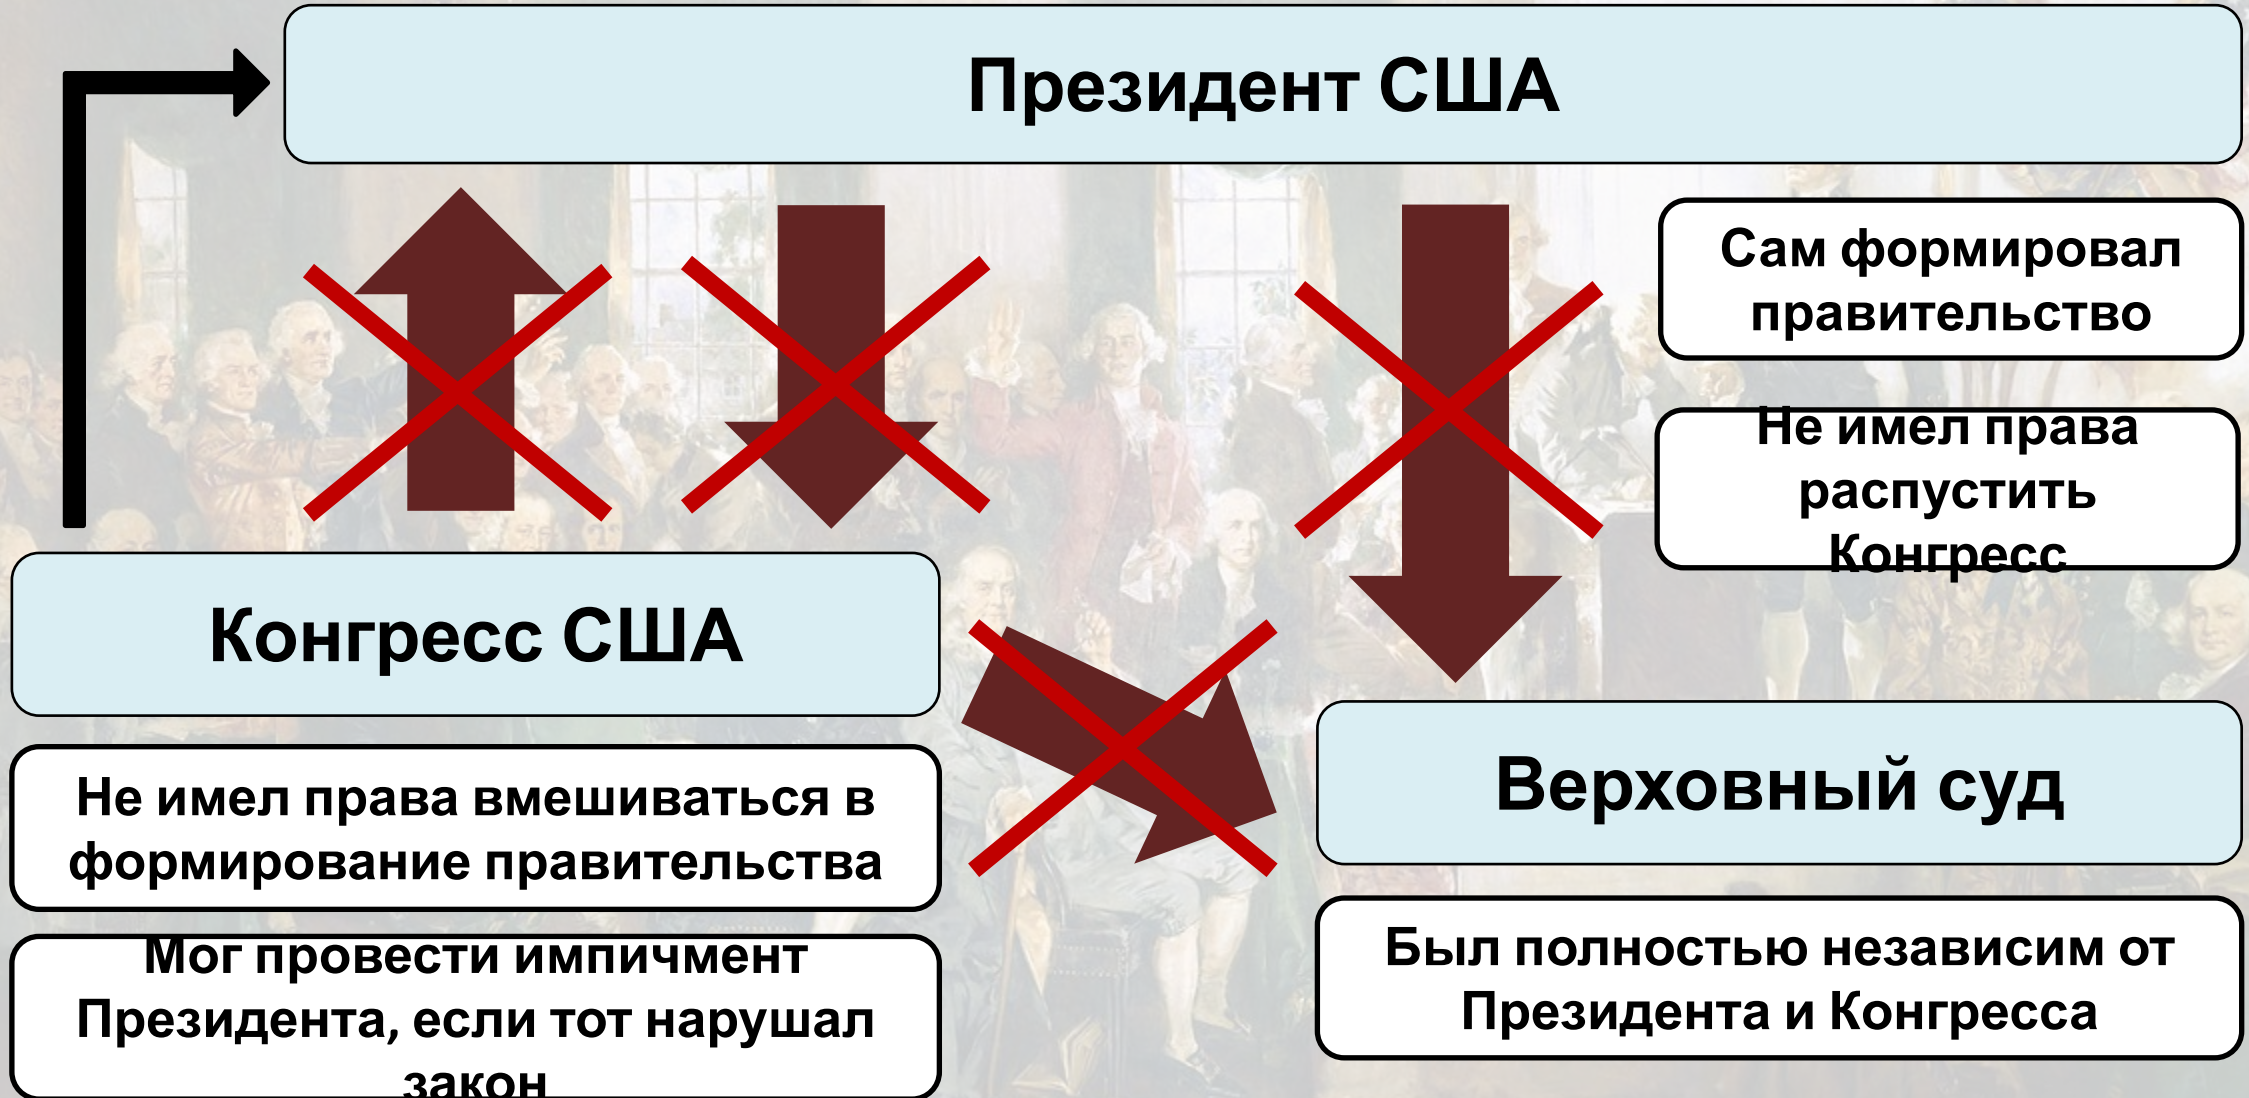 Президент США
Сам формировал
правительство
Не имел права
распустить
Конгресс
Конгресс США
Не имел права вмешиваться в
формирование правительства
Мог провести импичмент
Президента, если тот нарушал
закон
Верховный суд
Был полностью независим от
Президента и Конгресса